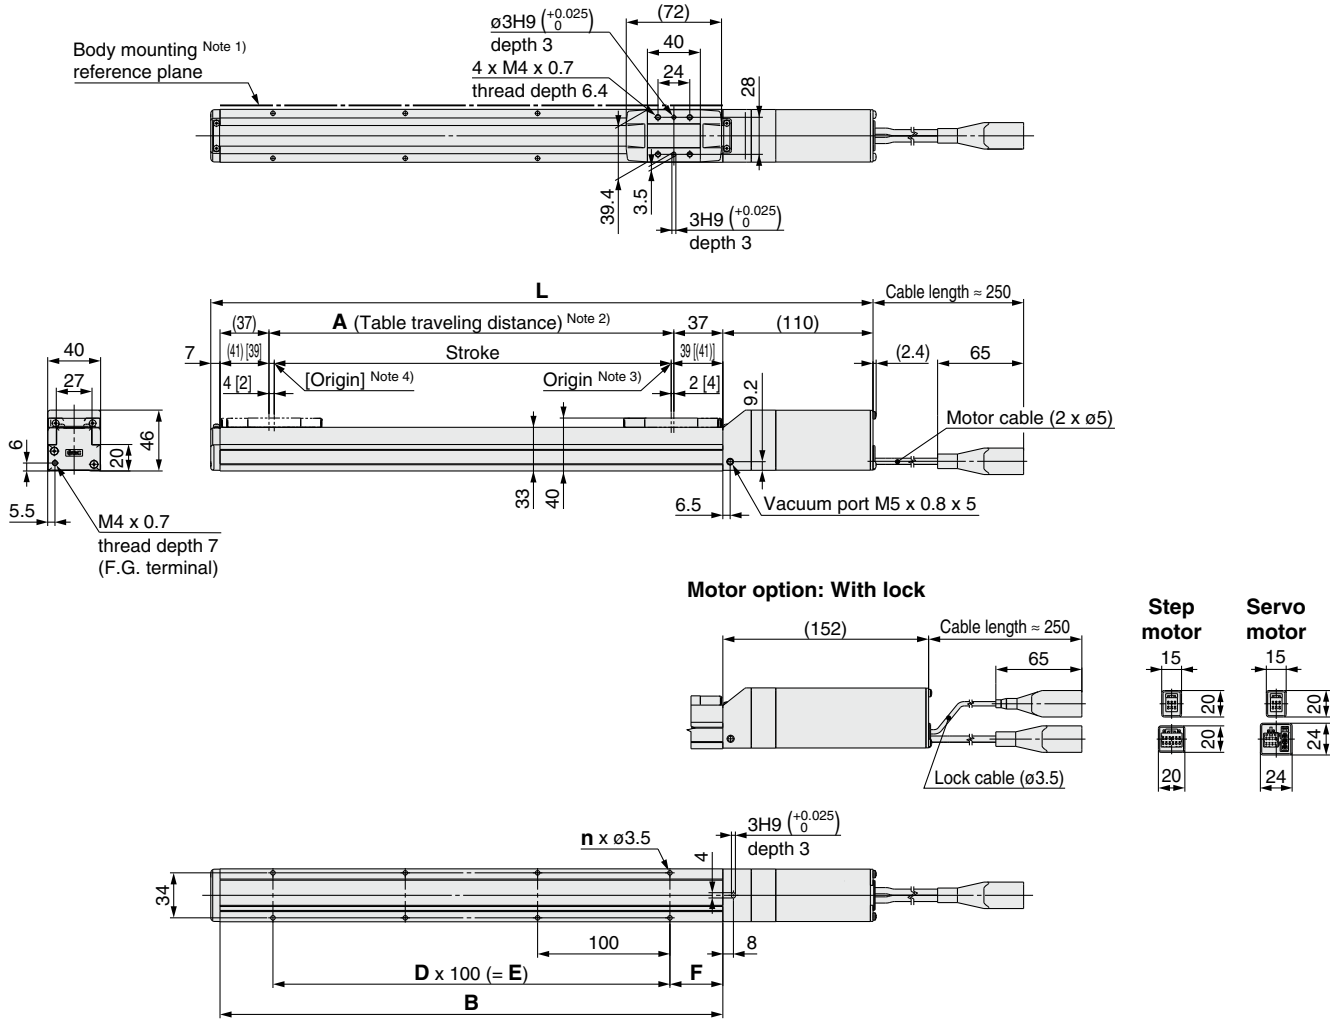 ø3H9 (+0.025 0)
depth 3
(72)
Body mounting Note 1)
reference plane
40
4 x M4 x 0.7
thread depth 6.4
24
28
39.4
3.5
3H9 (+0.025 0)
depth 3
L
Cable length ≈ 250
(37)
A (Table traveling distance) Note 2)
37
(110)
40
7
(41) [39]
Stroke
39 [(41)]
(2.4)
65
27
4 [2]
[Origin] Note 4)
Origin Note 3)
2 [4]
9.2
Motor cable (2 x ø5)
6
46
20
33
40
5.5
6.5
Vacuum port M5 x 0.8 x 5
M4 x 0.7
thread depth 7
(F.G. terminal)
Motor option: With lock
Step
motor
Servo
motor
(152)
Cable length ≈ 250
65
15
15
20
20
20
24
20
24
Lock cable (ø3.5)
n x ø3.5
4
3H9 (+0.025 0)
depth 3
34
100
8
D x 100 (= E)
F
B